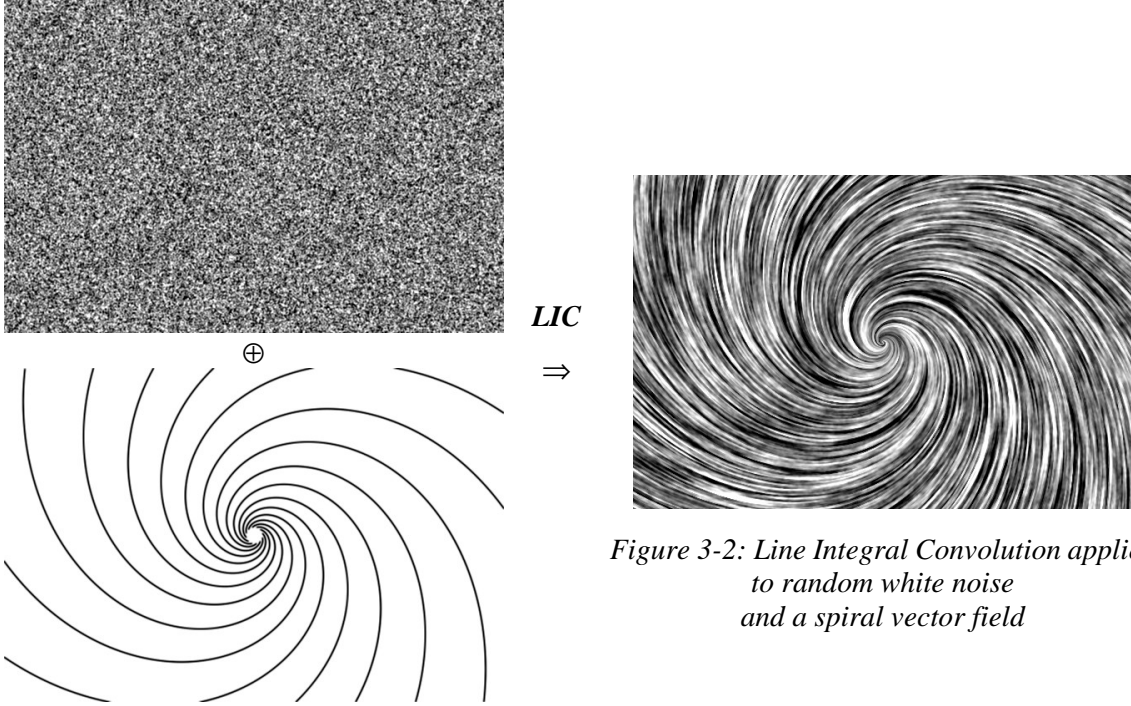 ⊕
LIC
⇒
Figure 3-2: Line Integral Convolution applie
to random white noise
and a spiral vector field